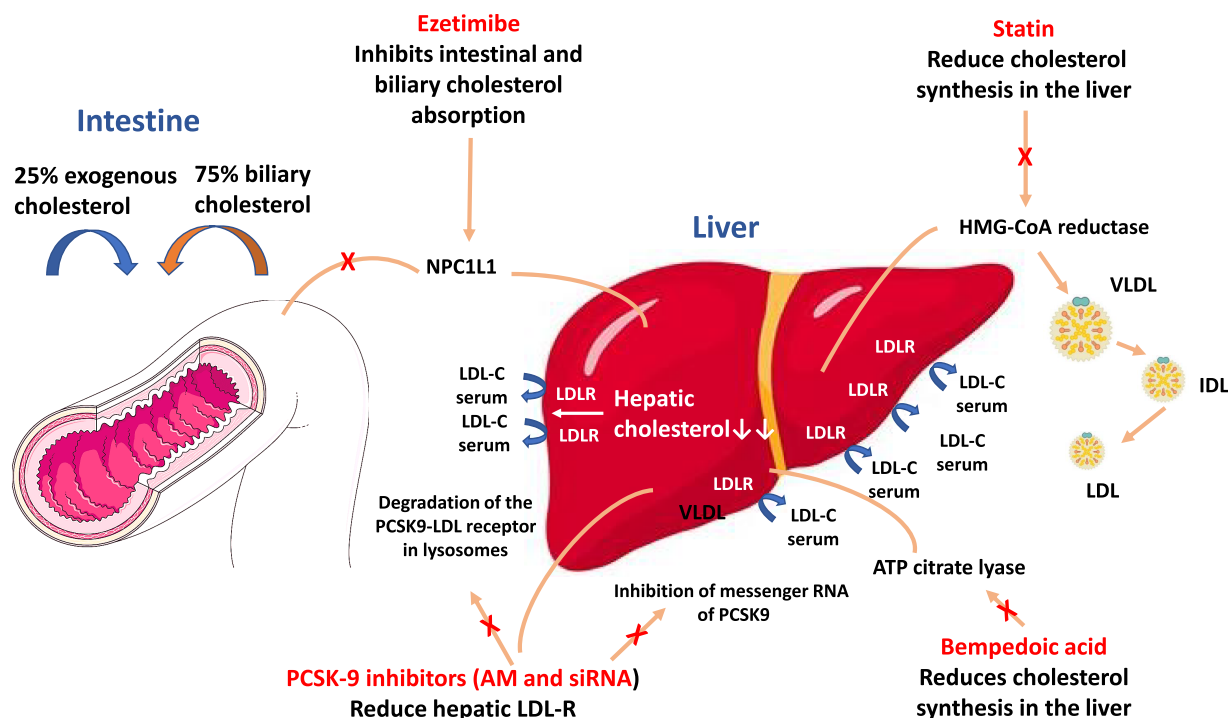 Ezetimibe
Inhibits intestinal and
biliary cholesterol
absorption
Statin
Reduce cholesterol
synthesis in the liver
Intestine
25% exogenous
cholesterol
75% biliary
cholesterol
X
NPC1L1
Liver
X
HMG-CoA reductase
VLDL
IDL
LDL
LDL-C
serum
LDL-C
serum
LDLR
LDLR
Hepatic
cholesterol↓↓
LDLR
LDLR
LDLR
LDLR
VLDL
LDL-C
serum
LDL-C
serum
LDL-C
serum
LDL-C
serum
Degradation of the
PCSK9-LDL receptor
in lysosomes
Inhibition of messenger RNA
of PCSK9
ATP citrate lyase
X
X
X
PCSK-9 inhibitors (AM and siRNA)
Reduce hepatic LDL-R
Bempedoic acid
Reduces cholesterol
synthesis in the liver